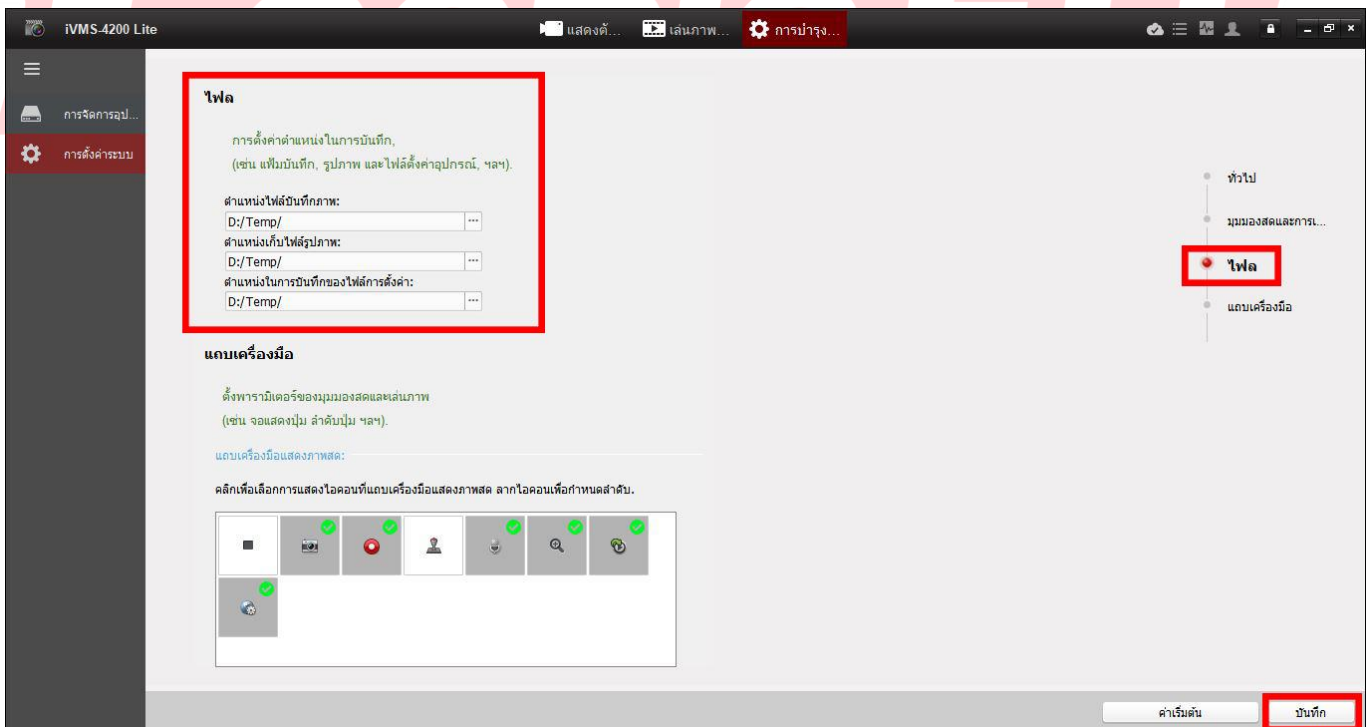 iVMS-4200 Lite
แสดงตั...
เล่นภาพ...
การบำรุง...
การจัดการอุป...
การตั้งค่าระบบ
ไฟล
การตั้งค่าตำแหน่งในการบันทึก,
(เช่น แฟ้มบันทึก, รูปภาพ และไฟล์ตั้งค่าอุปกรณ์, ฯลฯ).
ตำแหน่งไฟล์บันทึกภาพ:
D:/Temp/
ตำแหน่งเก็บไฟล์รูปภาพ:
D:/Temp/
ตำแหน่งในการบันทึกของไฟล์การตั้งค่า:
D:/Temp/
แถบเครื่องมือ
ตั้งพารามิเตอร์ของมุมมองสดและเล่นภาพ
(เช่น จอแสดงปุ่ม ลำดับปุ่ม ฯลฯ).
แถบเครื่องมือแสดงภาพสด:
คลิกเพื่อเลือกการแสดงไอคอนที่แถบเครื่องมือแสดงภาพสด ลากไอคอนเพื่อกำหนดลำดับ.
ทั่วไป
มุมมองสดและการเ...
ไฟล
แถบเครื่องมือ
ค่าเริ่มต้น
บันทึก